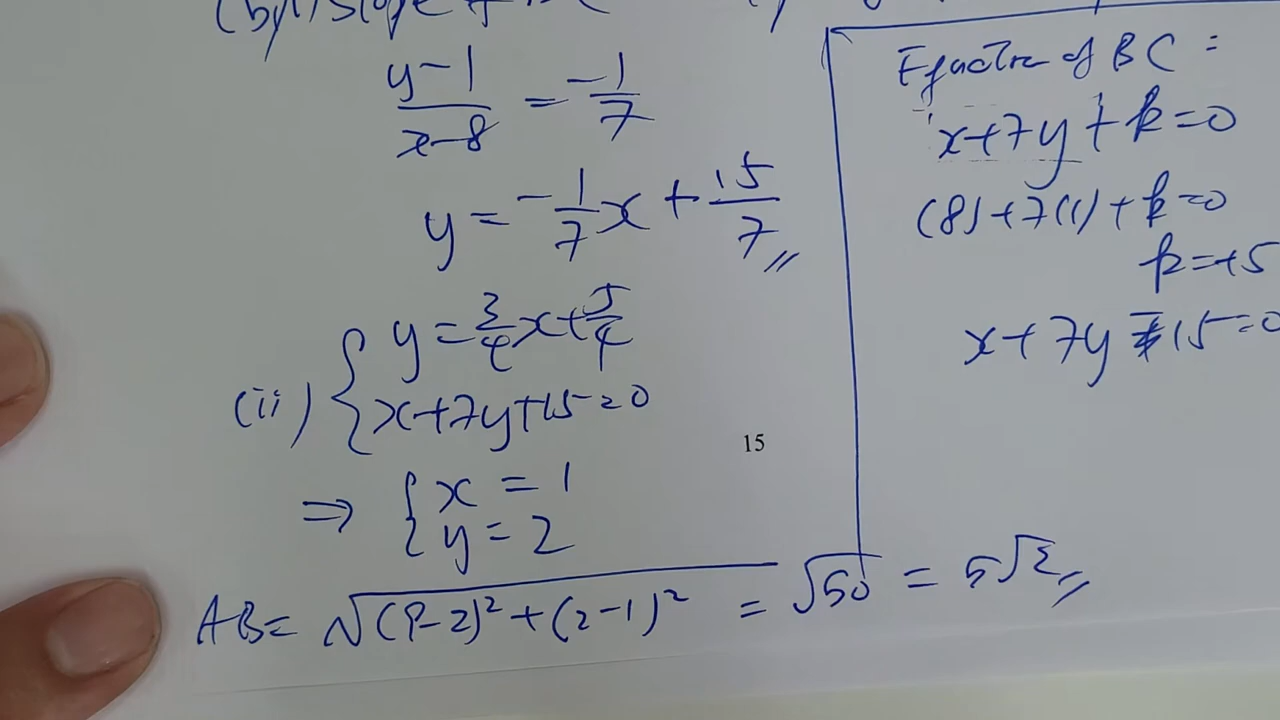 (b)(i) Slope
y-1/x-8 = -1/7
y = -1/7 x + 15/7 //
(ii) { y = 3/4 x + 5/4
x+7y+15=0
⇒ { x = 1
y = 2
AB = √(9-2)² + (2-1)² = √50 = 5√2 //
15
of BC :
x+7y+k=0
(8)+7(1)+k=0
k=-15
x+7y-15=0